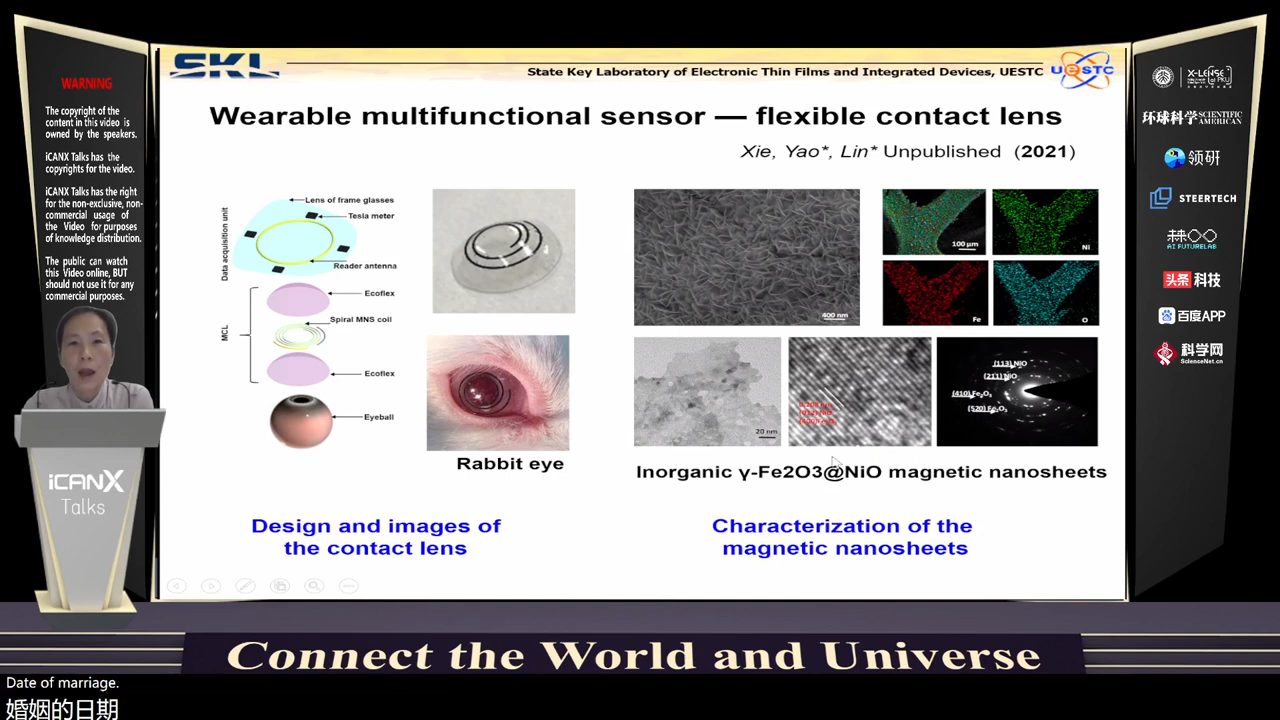 WARNING
The copyright of the
content in this video is
owned by the speakers.
iCANX Talks has the
copyrights for the video.
iCANX Talks has the right
for the non-exclusive, non-
commercial usage of
the Video for purposes
of knowledge distribution.
The public can watch
this Video online, BUT
should not use it for any
commercial purposes.
iCANX
Talks
SKL
State Key Laboratory of Electronic Thin Films and Integrated Devices, UESTC
UESTC
Wearable multifunctional sensor — flexible contact lens
Xie, Yao*, Lin* Unpublished (2021)
Data acquisition unit
Lens of frame glasses
Tesla meter
Reader antenna
MCL
Ecoflex
Spiral MNS coil
Ecoflex
Eyeball
Rabbit eye
Design and images of
the contact lens
400 nm
100 µm
Ni
Fe
O
20 nm
(113) NiO
(211) NiO
(410) Fe₂O₃
(520) Fe₂O₃
Inorganic γ-Fe2O3@NiO magnetic nanosheets
Characterization of the
magnetic nanosheets
X-LENSE
环球科学 SCIENTIFIC AMERICAN
领研
STEERTECH
AI FUTURELAB
头条 科技
百度APP
科学网
ScienceNet.cn
Connect the World and Universe
Date of marriage.
婚姻的日期